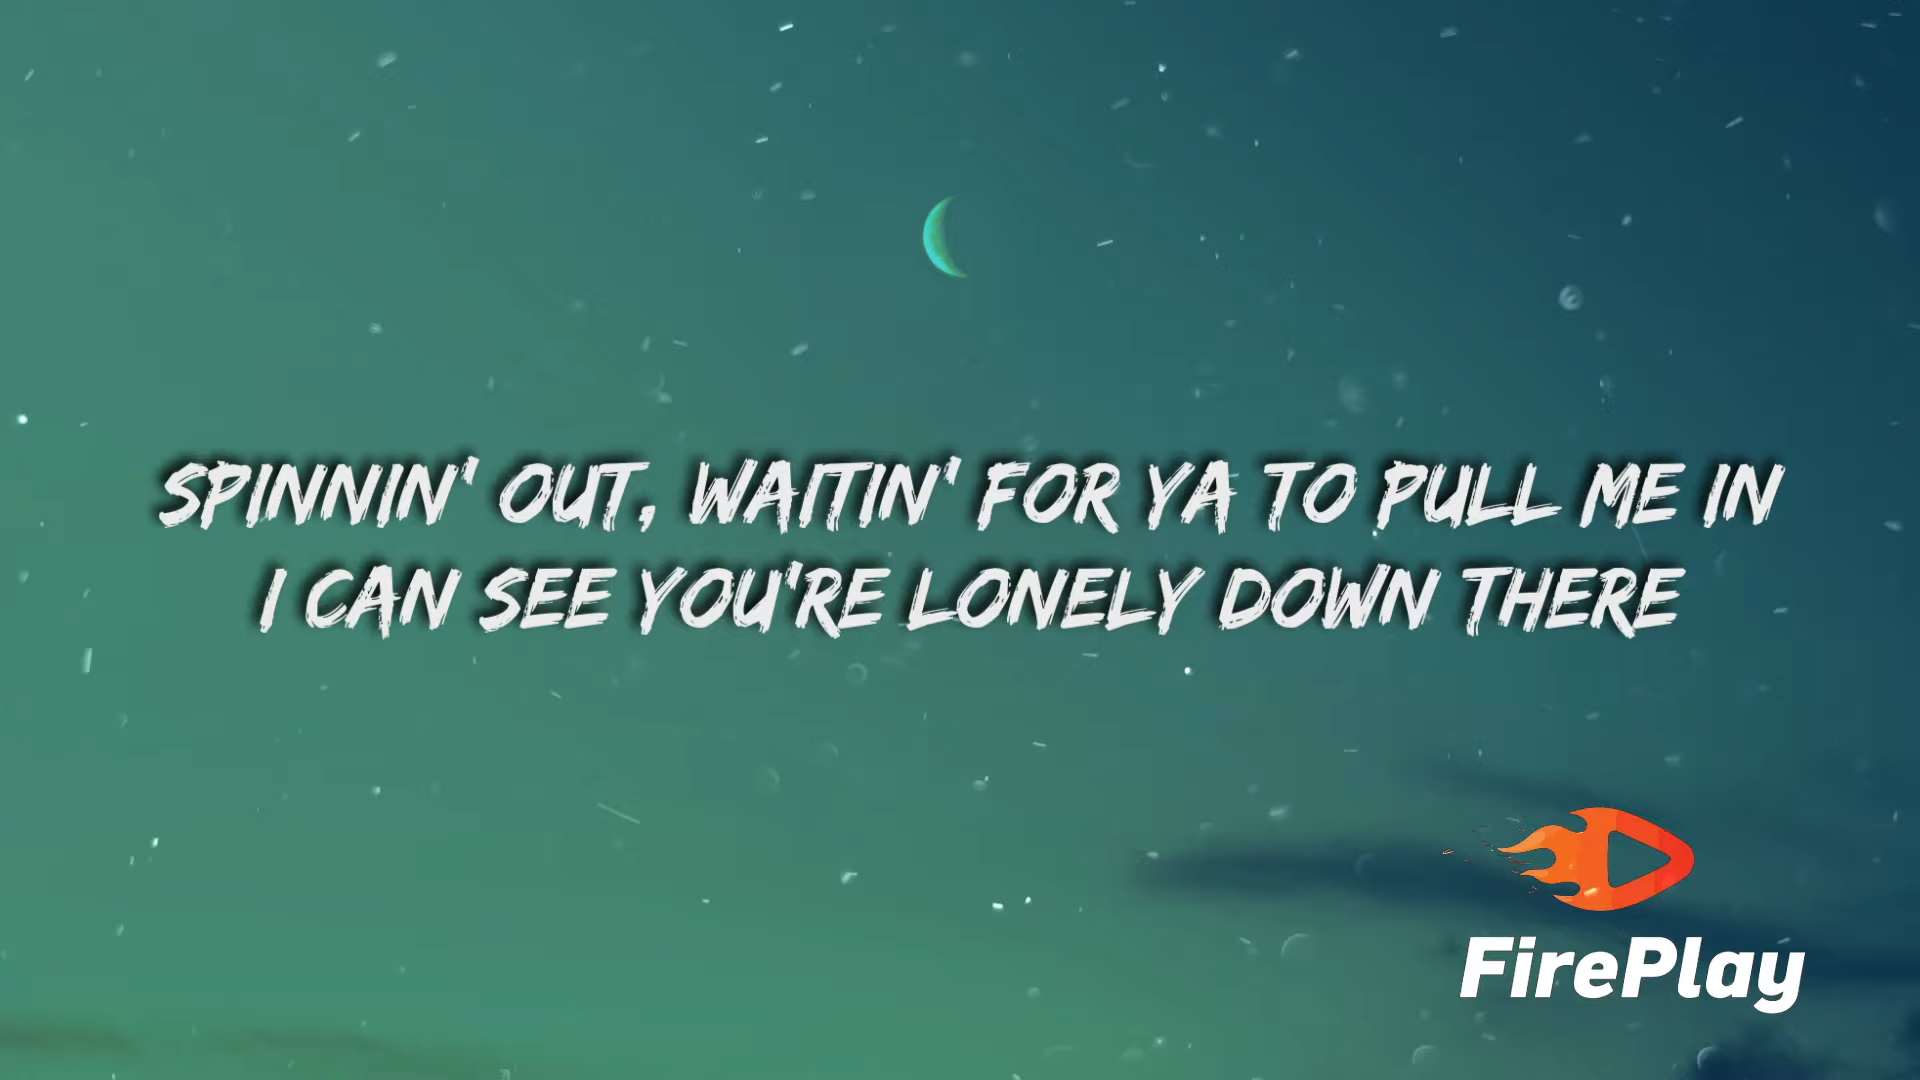 SPINNIN' OUT, WAITIN' FOR YA TO PULL ME IN
I CAN SEE YOU'RE LONELY DOWN THERE
FirePlay